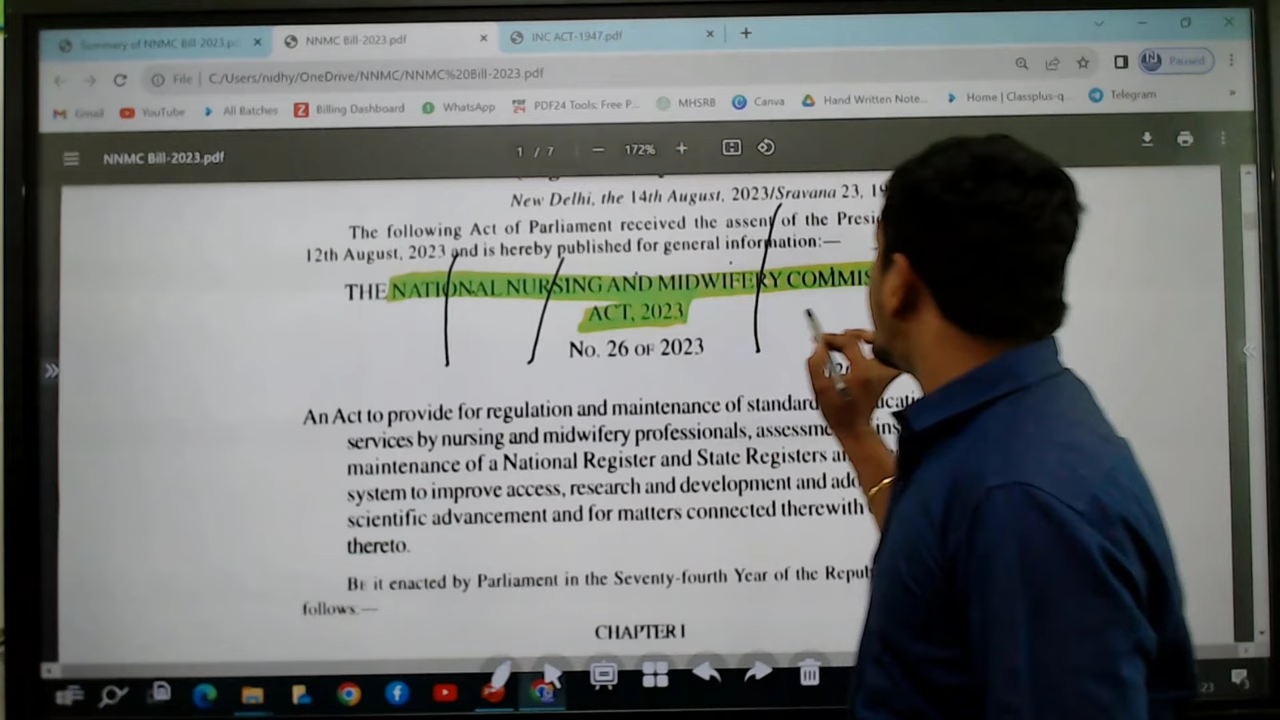 Summary of NNMC Bill-2023.pd
NNMC Bill-2023.pdf
INC ACT-1947.pdf
File | C:/Users/nidhy/OneDrive/NNMC/NNMC%20Bill-2023.pdf
Paused
Gmail
YouTube
All Batches
Billing Dashboard
WhatsApp
PDF24 Tools: Free P...
MHSRB
Canva
Hand Written Note...
Home | Classplus-q...
Telegram
NNMC Bill-2023.pdf
1 / 7
172%
New Delhi, the 14th August, 2023/Sravana 23, 19
The following Act of Parliament received the assent of the Presi
12th August, 2023 and is hereby published for general information:—
THE NATIONAL NURSING AND MIDWIFERY COMMIS
ACT, 2023
No. 26 OF 2023
An Act to provide for regulation and maintenance of standard ucati
services by nursing and midwifery professionals, assessme ins
maintenance of a National Register and State Registers a
system to improve access, research and development and ado
scientific advancement and for matters connected therewith
thereto.
BE it enacted by Parliament in the Seventy-fourth Year of the Repub
follows:—
CHAPTER I
23